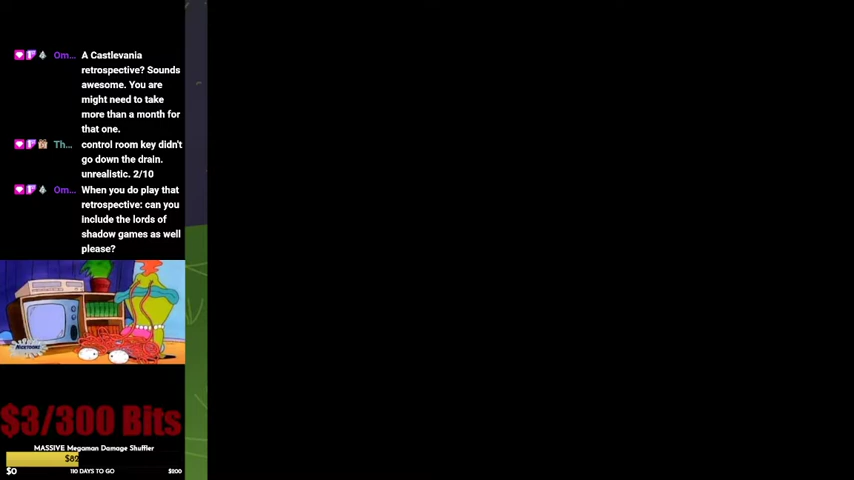 Om... A Castlevania
retrospective? Sounds
awesome. You are
might need to take
more than a month for
that one.
Th... control room key didn't
go down the drain.
unrealistic. 2/10
Om... When you do play that
retrospective: can you
include the lords of
shadow games as well
please?
NICKTOONS
$3/300 Bits
MASSIVE Megaman Damage Shuffler
$82
$0 110 DAYS TO GO $200